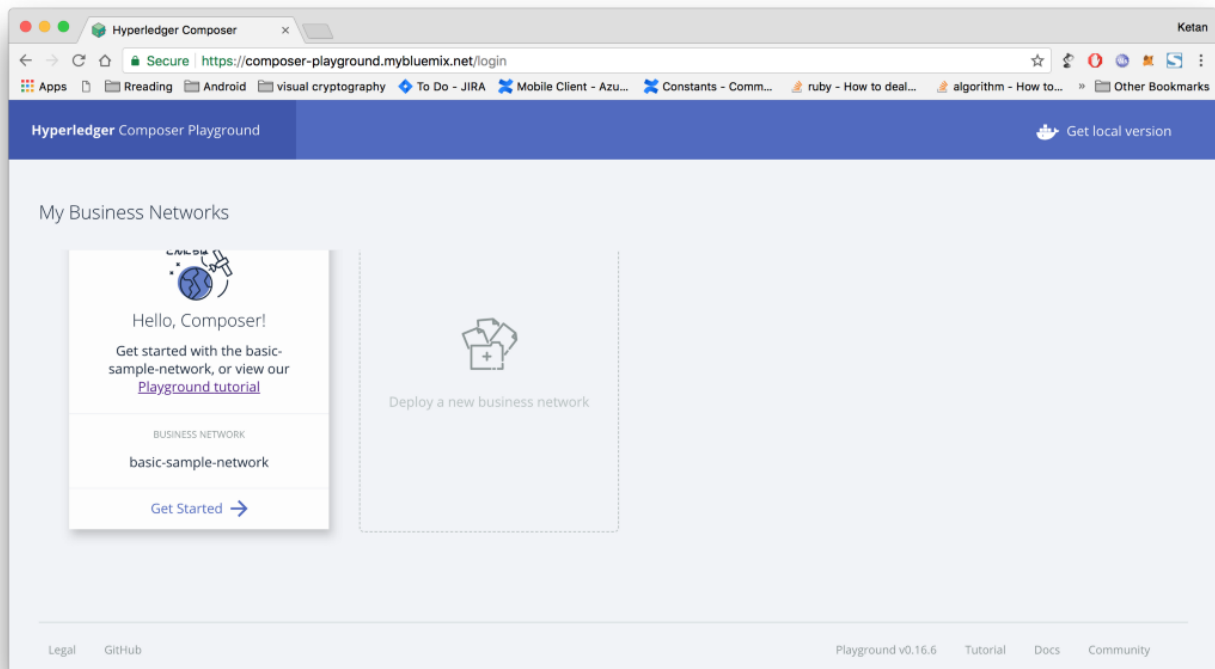 Hyperledger Composer
Ketan
Secure https://composer-playground.mybluemix.net/login
Apps Rreading Android visual cryptography To Do - JIRA Mobile Client - Azu... Constants - Comm... ruby - How to deal... algorithm - How to... » Other Bookmarks
Hyperledger Composer Playground
Get local version
My Business Networks
Hello, Composer!
Get started with the basic-
sample-network, or view our
Playground tutorial
BUSINESS NETWORK
basic-sample-network
Get Started
Deploy a new business network
Legal GitHub Playground v0.16.6 Tutorial Docs Community